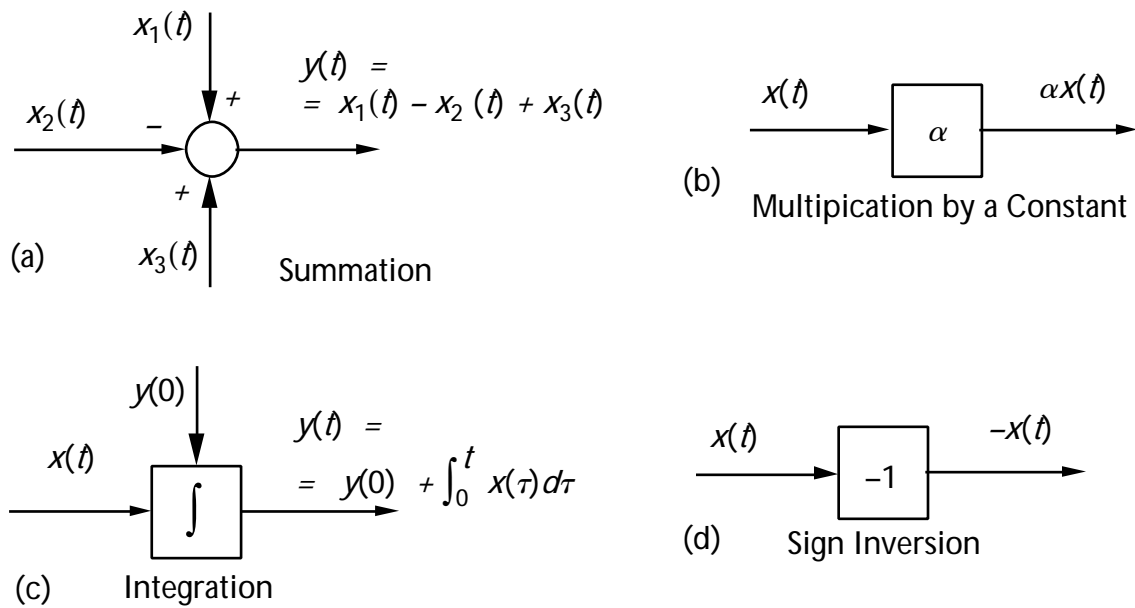 x₁(t)
y(t) =
+
= x₁(t) – x₂ (t) + x₃(t)
x₂(t)
–
+
(a)
x₃(t)
Summation
x(t)
αx(t)
α
(b)
Multipication by a Constant
y(0)
y(t) =
x(t)
= y(0) + ∫₀ᵗ x(τ)dτ
∫
(c)
Integration
x(t)
–x(t)
–1
(d)
Sign Inversion